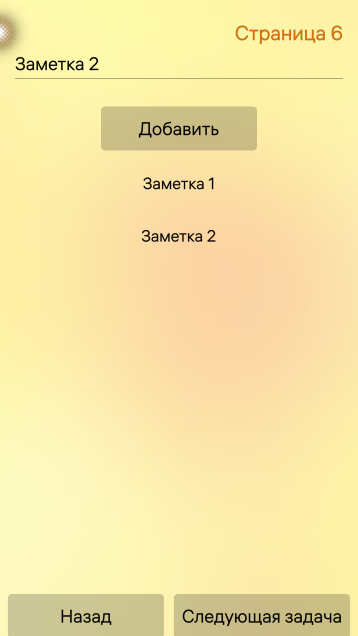 Страница 6
Заметка 2
Добавить
Заметка 1
Заметка 2
Назад
Следующая задача